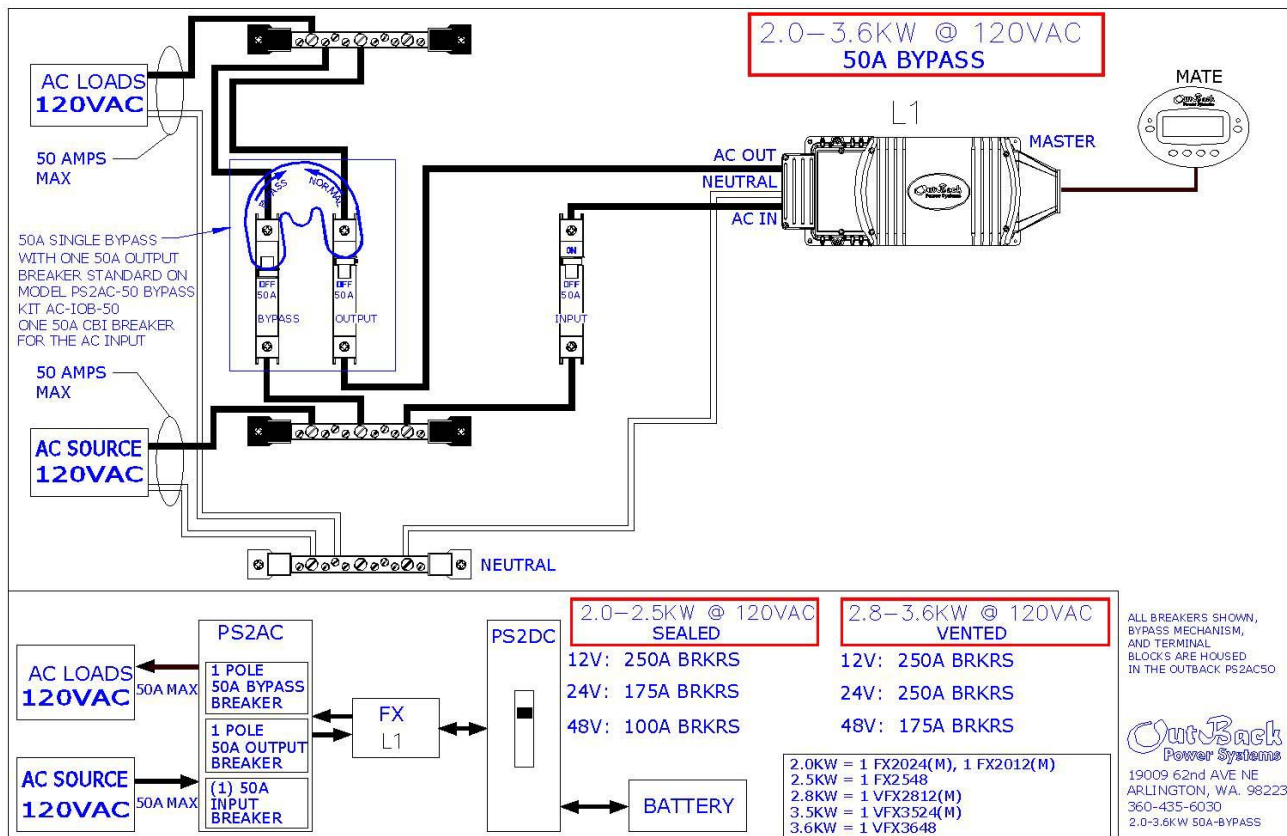 2.0-3.6KW @ 120VAC
50A BYPASS
AC LOADS
120VAC
50 AMPS
MAX
BYPASS
NORMAL
L1
MASTER
MATE
OutBack
Power Systems
OutBack
Power Systems
AC OUT
NEUTRAL
AC IN
50A SINGLE BYPASS
WITH ONE 50A OUTPUT
BREAKER STANDARD ON
MODEL PS2AC-50 BYPASS
KIT AC-IOB-50
ONE 50A CBI BREAKER
FOR THE AC INPUT
OFF
50A
BYPASS
OFF
50A
OUTPUT
ON
OFF
50A
INPUT
50 AMPS
MAX
AC SOURCE
120VAC
NEUTRAL
PS2AC
AC LOADS
120VAC
50A MAX
1 POLE
50A BYPASS
BREAKER
1 POLE
50A OUTPUT
BREAKER
(1) 50A
INPUT
BREAKER
AC SOURCE
120VAC
50A MAX
FX
L1
PS2DC
BATTERY
2.0-2.5KW @ 120VAC
SEALED
12V: 250A BRKRS
24V: 175A BRKRS
48V: 100A BRKRS
2.8-3.6KW @ 120VAC
VENTED
12V: 250A BRKRS
24V: 250A BRKRS
48V: 175A BRKRS
2.0KW = 1 FX2024(M), 1 FX2012(M)
2.5KW = 1 FX2548
2.8KW = 1 VFX2812(M)
3.5KW = 1 VFX3524(M)
3.6KW = 1 VFX3648
ALL BREAKERS SHOWN,
BYPASS MECHANISM,
AND TERMINAL
BLOCKS ARE HOUSED
IN THE OUTBACK PS2AC50
OutBack
Power Systems
19009 62nd AVE NE
ARLINGTON, WA. 98223
360-435-6030
2.0-3.6KW 50A-BYPASS